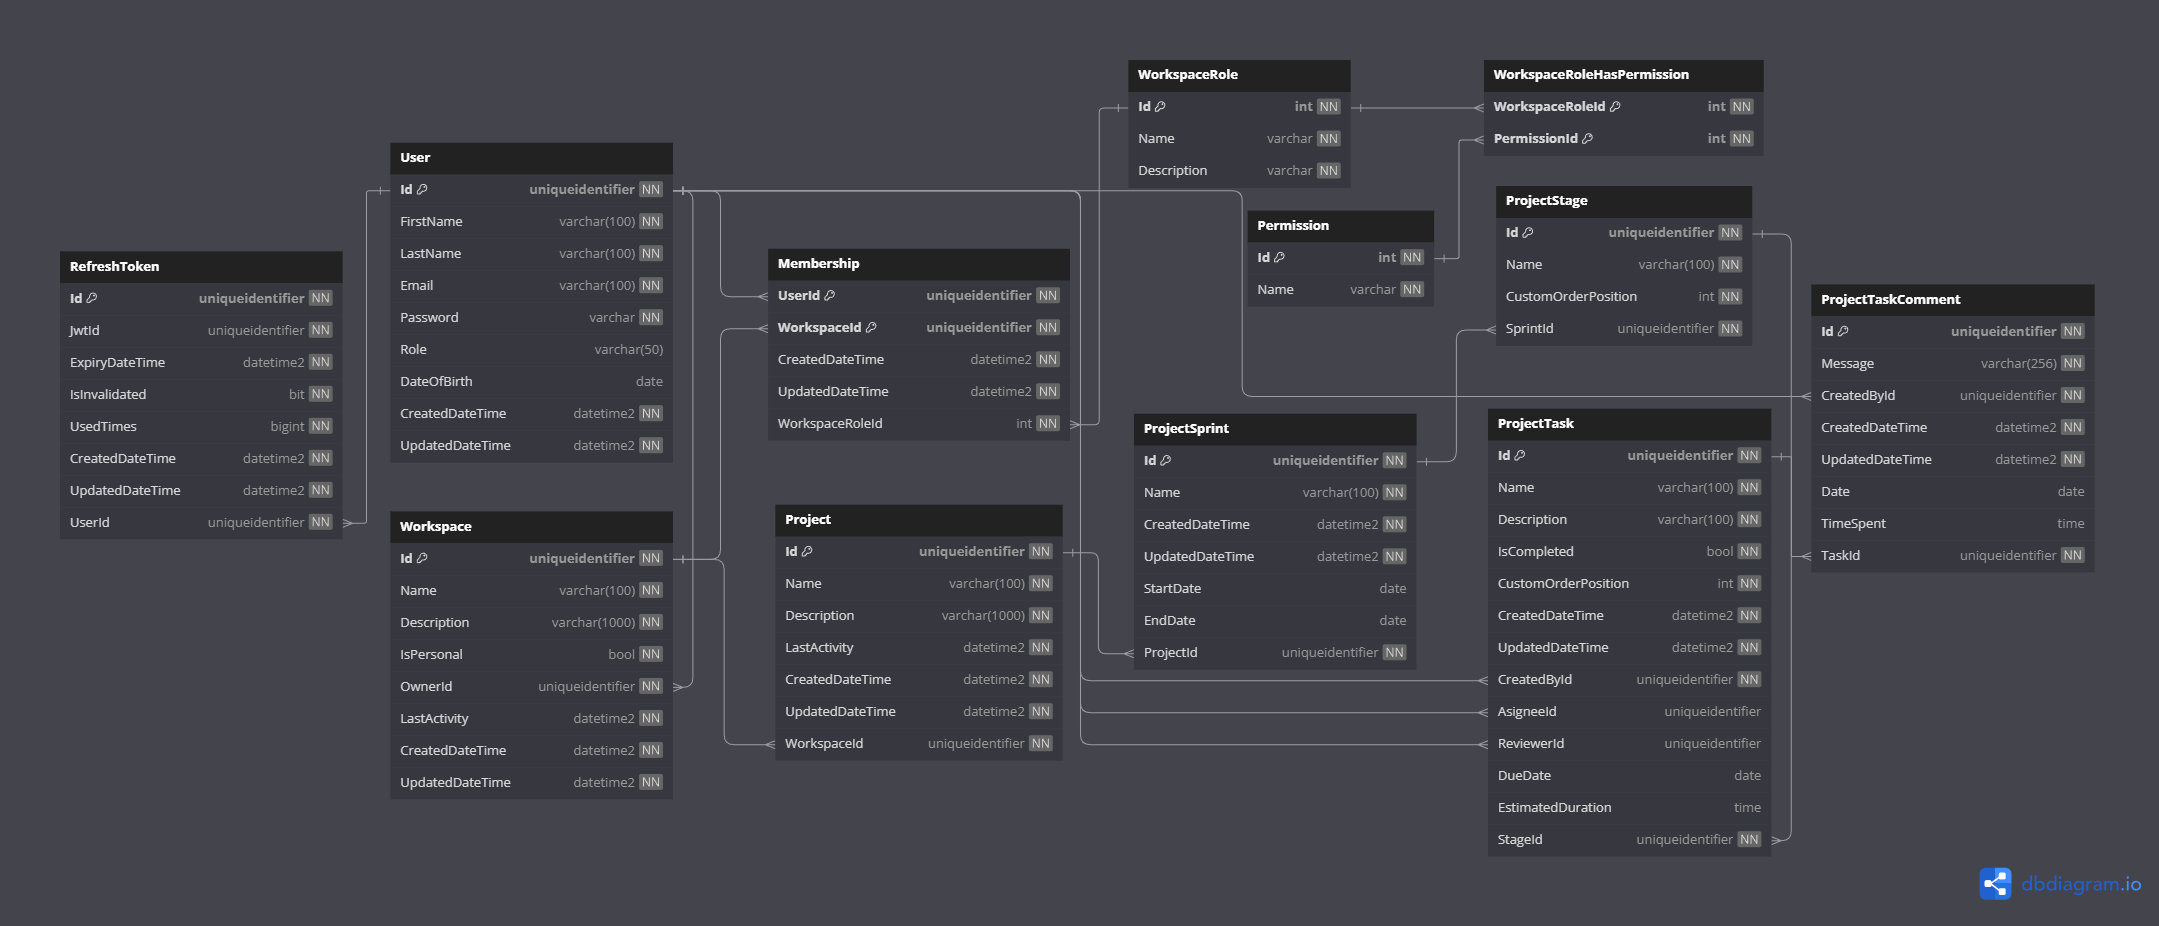 RefreshToken
Id uniqueidentifier NN
JwtId uniqueidentifier NN
ExpiryDateTime datetime2 NN
IsInvalidated bit NN
UsedTimes bigint NN
CreatedDateTime datetime2 NN
UpdatedDateTime datetime2 NN
UserId uniqueidentifier NN
User
Id uniqueidentifier NN
FirstName varchar(100) NN
LastName varchar(100) NN
Email varchar(100) NN
Password varchar NN
Role varchar(50)
DateOfBirth date
CreatedDateTime datetime2 NN
UpdatedDateTime datetime2 NN
Workspace
Id uniqueidentifier NN
Name varchar(100) NN
Description varchar(1000) NN
IsPersonal bool NN
OwnerId uniqueidentifier NN
LastActivity datetime2 NN
CreatedDateTime datetime2 NN
UpdatedDateTime datetime2 NN
Membership
UserId uniqueidentifier NN
WorkspaceId uniqueidentifier NN
CreatedDateTime datetime2 NN
UpdatedDateTime datetime2 NN
WorkspaceRoleId int NN
Project
Id uniqueidentifier NN
Name varchar(100) NN
Description varchar(1000) NN
LastActivity datetime2 NN
CreatedDateTime datetime2 NN
UpdatedDateTime datetime2 NN
WorkspaceId uniqueidentifier NN
WorkspaceRole
Id int NN
Name varchar NN
Description varchar NN
Permission
Id int NN
Name varchar NN
ProjectSprint
Id uniqueidentifier NN
Name varchar(100) NN
CreatedDateTime datetime2 NN
UpdatedDateTime datetime2 NN
StartDate date
EndDate date
ProjectId uniqueidentifier NN
WorkspaceRoleHasPermission
WorkspaceRoleId int NN
PermissionId int NN
ProjectStage
Id uniqueidentifier NN
Name varchar(100) NN
CustomOrderPosition int NN
SprintId uniqueidentifier NN
ProjectTask
Id uniqueidentifier NN
Name varchar(100) NN
Description varchar(100) NN
IsCompleted bool NN
CustomOrderPosition int NN
CreatedDateTime datetime2 NN
UpdatedDateTime datetime2 NN
CreatedById uniqueidentifier NN
AsigneeId uniqueidentifier
ReviewerId uniqueidentifier
DueDate date
EstimatedDuration time
StageId uniqueidentifier NN
ProjectTaskComment
Id uniqueidentifier NN
Message varchar(256) NN
CreatedById uniqueidentifier NN
CreatedDateTime datetime2 NN
UpdatedDateTime datetime2 NN
Date date
TimeSpent time
TaskId uniqueidentifier NN
dbdiagram.io